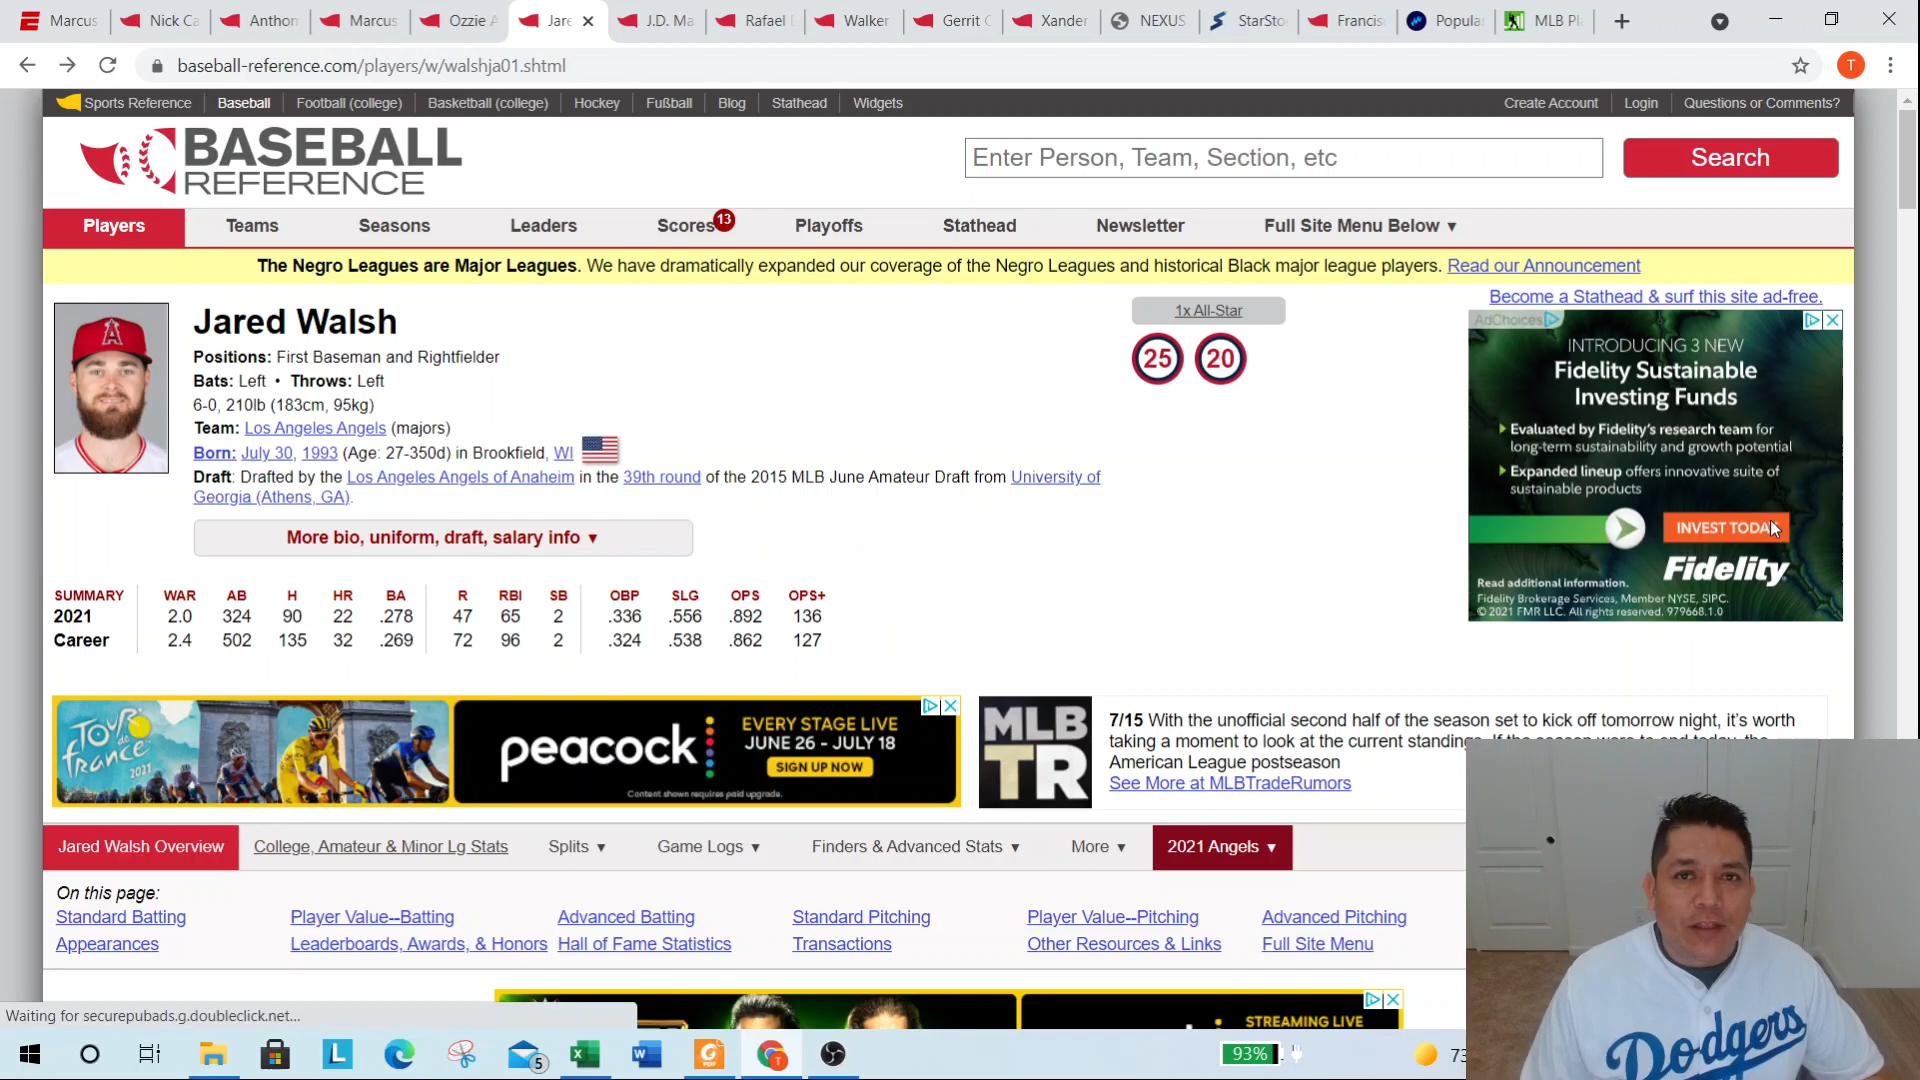 Marcus Nick Ca Anthon Marcus Ozzie A Jare J.D. Ma Rafael Walker Gerrit C Xander NEXUS StarSto Francis Popula MLB Pl
baseball-reference.com/players/w/walshja01.shtml T
Sports Reference Baseball Football (college) Basketball (college) Hockey Fußball Blog Stathead Widgets Create Account Login Questions or Comments?
BASEBALL
REFERENCE
Enter Person, Team, Section, etc Search
Players Teams Seasons Leaders Scores 13 Playoffs Stathead Newsletter Full Site Menu Below ▼
The Negro Leagues are Major Leagues. We have dramatically expanded our coverage of the Negro Leagues and historical Black major league players. Read our Announcement
Become a Stathead & surf this site ad-free.
Jared Walsh
Positions: First Baseman and Rightfielder
Bats: Left • Throws: Left
6-0, 210lb (183cm, 95kg)
Team: Los Angeles Angels (majors)
Born: July 30, 1993 (Age: 27-350d) in Brookfield, WI
Draft: Drafted by the Los Angeles Angels of Anaheim in the 39th round of the 2015 MLB June Amateur Draft from University of
Georgia (Athens, GA).
More bio, uniform, draft, salary info ▼
1x All-Star
25 20
AdChoices
INTRODUCING 3 NEW
Fidelity Sustainable
Investing Funds
Evaluated by Fidelity's research team for
long-term sustainability and growth potential
Expanded lineup offers innovative suite of
sustainable products
INVEST TODA
Fidelity
Read additional information.
Fidelity Brokerage Services, Member NYSE, SIPC.
© 2021 FMR LLC. All rights reserved. 979668.1.0
SUMMARY WAR AB H HR BA R RBI SB OBP SLG OPS OPS+
2021 2.0 324 90 22 .278 47 65 2 .336 .556 .892 136
Career 2.4 502 135 32 .269 72 96 2 .324 .538 .862 127
TOUR de france 2021
peacock
EVERY STAGE LIVE
JUNE 26 - JULY 18
SIGN UP NOW
Content shown requires paid upgrade.
MLB
TR
7/15 With the unofficial second half of the season set to kick off tomorrow night, it's worth
taking a moment to look at the current standings. If the season were to end today, the
American League postseason
See More at MLBTradeRumors
Jared Walsh Overview College, Amateur & Minor Lg Stats Splits ▼ Game Logs ▼ Finders & Advanced Stats ▼ More ▼ 2021 Angels ▼
On this page:
Standard Batting Player Value--Batting Advanced Batting Standard Pitching Player Value--Pitching Advanced Pitching
Appearances Leaderboards, Awards, & Honors Hall of Fame Statistics Transactions Other Resources & Links Full Site Menu
STREAMING LIVE
Waiting for securepubads.g.doubleclick.net...
L 5 W T 93% 73
Dodgers